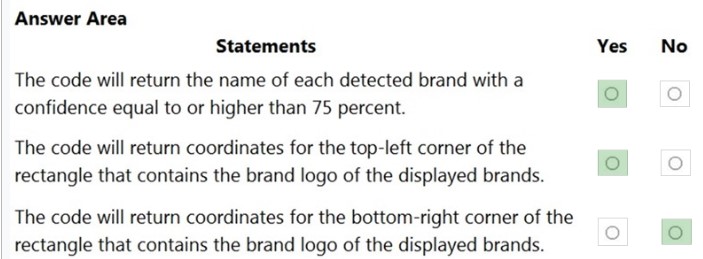 Answer Area
Statements Yes No
The code will return the name of each detected brand with a
confidence equal to or higher than 75 percent.
The code will return coordinates for the top-left corner of the
rectangle that contains the brand logo of the displayed brands.
The code will return coordinates for the bottom-right corner of the
rectangle that contains the brand logo of the displayed brands.